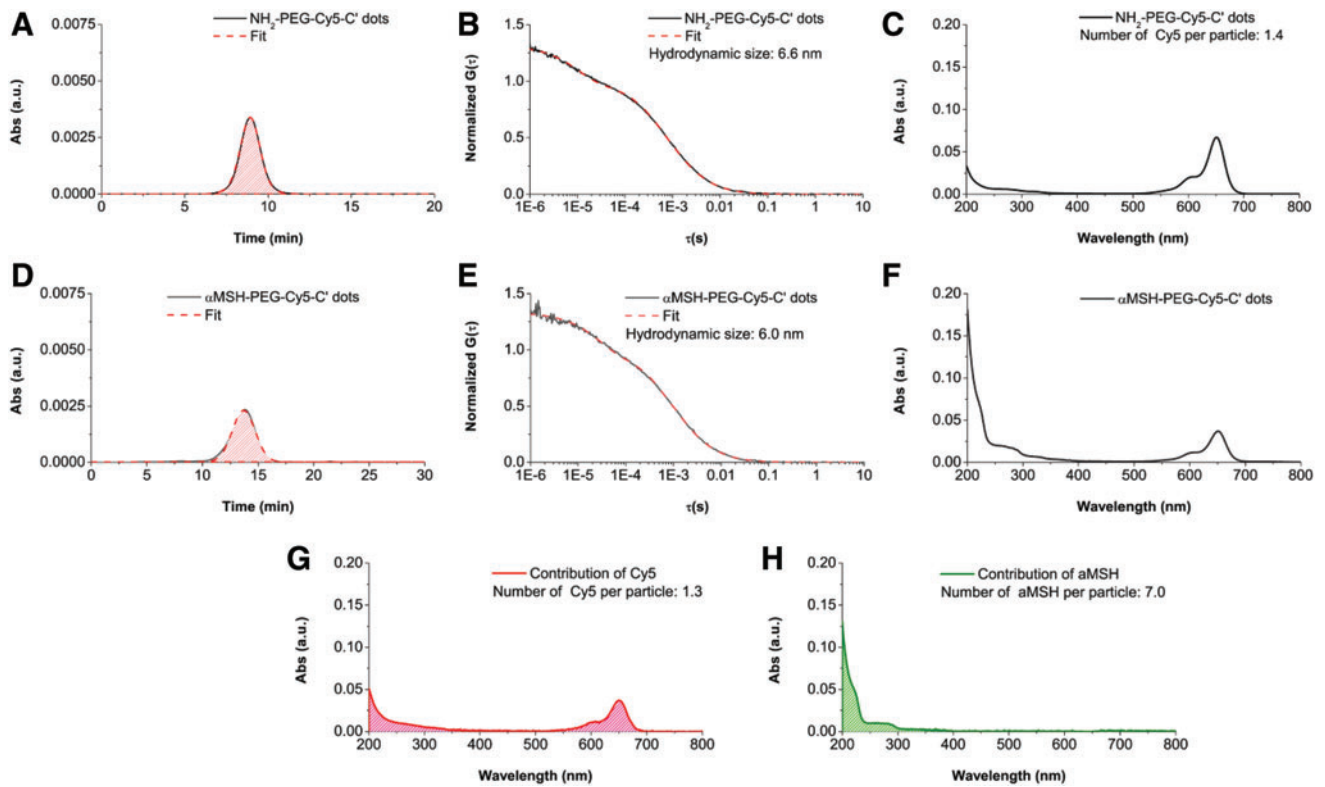 A
NH2-PEG-Cy5-C' dots
Fit
0.0075
0.0050
0.0025
0.0000
Abs (a.u.)
0 5 10 15 20
Time (min)
B
NH2-PEG-Cy5-C' dots
Fit
Hydrodynamic size: 6.6 nm
1.5
1.0
0.5
0.0
Normalized G(τ)
1E-6 1E-5 1E-4 1E-3 0.01 0.1 1 10
τ(s)
C
NH2-PEG-Cy5-C' dots
Number of Cy5 per particle: 1.4
0.20
0.15
0.10
0.05
0.00
Abs (a.u.)
200 300 400 500 600 700 800
Wavelength (nm)
D
αMSH-PEG-Cy5-C' dots
Fit
0.0075
0.0050
0.0025
0.0000
Abs (a.u.)
0 5 10 15 20 25 30
Time (min)
E
αMSH-PEG-Cy5-C' dots
Fit
Hydrodynamic size: 6.0 nm
1.5
1.0
0.5
0.0
Normalized G(τ)
1E-6 1E-5 1E-4 1E-3 0.01 0.1 1 10
τ(s)
F
αMSH-PEG-Cy5-C' dots
0.20
0.15
0.10
0.05
0.00
Abs (a.u.)
200 300 400 500 600 700 800
Wavelength (nm)
G
Contribution of Cy5
Number of Cy5 per particle: 1.3
0.20
0.15
0.10
0.05
0.00
Abs (a.u.)
200 300 400 500 600 700 800
Wavelength (nm)
H
Contribution of aMSH
Number of aMSH per particle: 7.0
0.20
0.15
0.10
0.05
0.00
Abs (a.u.)
200 300 400 500 600 700 800
Wavelength (nm)